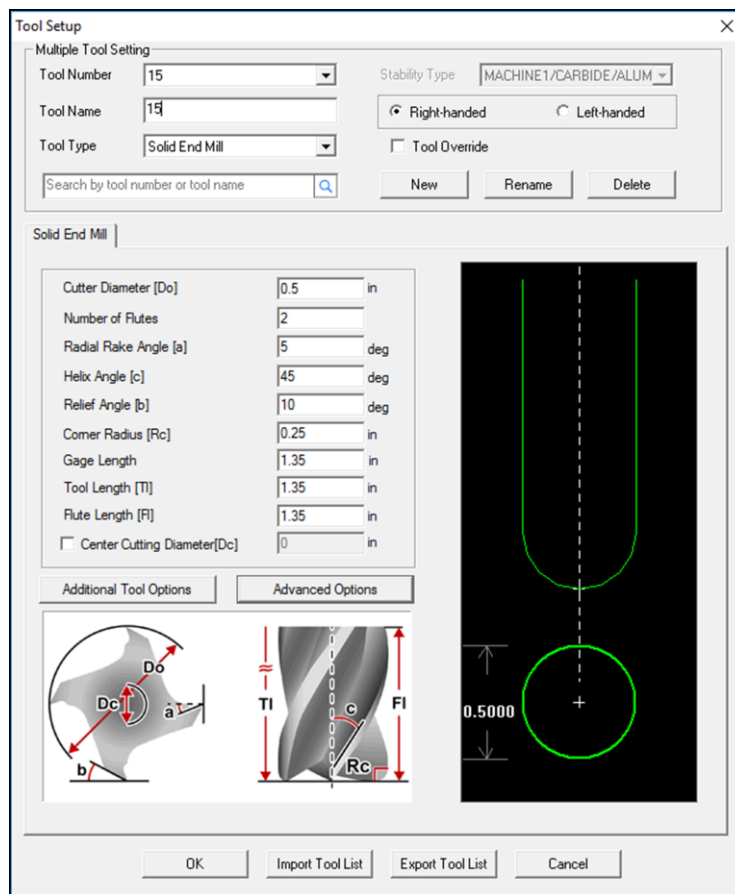 Tool Setup
Multiple Tool Setting
Tool Number 15 Stability Type MACHINE1/CARBIDE/ALUM
Tool Name 15 Right-handed Left-handed
Tool Type Solid End Mill Tool Override
Search by tool number or tool name New Rename Delete
Solid End Mill
Cutter Diameter [Do] 0.5 in
Number of Flutes 2
Radial Rake Angle [a] 5 deg
Helix Angle [c] 45 deg
Relief Angle [b] 10 deg
Corner Radius [Rc] 0.25 in
Gage Length 1.35 in
Tool Length [Tl] 1.35 in
Flute Length [Fl] 1.35 in
Center Cutting Diameter[Dc] 0 in
Additional Tool Options Advanced Options
Do
Dc
a
b
Tl
c
Fl
Rc
0.5000
OK Import Tool List Export Tool List Cancel